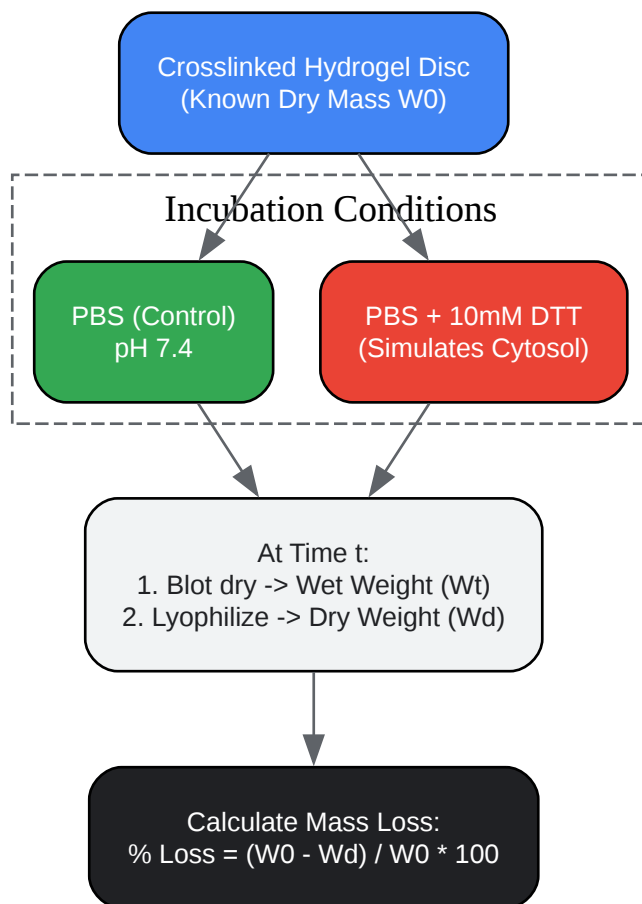 Crosslinked Hydrogel Disc
(Known Dry Mass W0)
Incubation Conditions
PBS (Control)
pH 7.4
PBS + 10mM DTT
(Simulates Cytosol)
At Time t:
1. Blot dry -> Wet Weight (Wt)
2. Lyophilize -> Dry Weight (Wd)
Calculate Mass Loss:
% Loss = (W0 - Wd) / W0 * 100